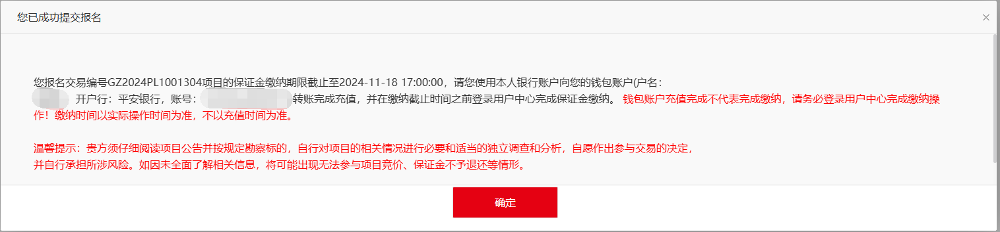 您已成功提交报名
您报名交易编号GZ2024PL1001304项目的保证金缴纳期限截止至2024-11-18 17:00:00，请您使用本人银行账户向您的钱包账户(户名：
开户行：平安银行，账号： 转账完成充值，并在缴纳截止时间之前登录用户中心完成保证金缴纳。 钱包账户充值完成不代表完成缴纳，请务必登录用户中心完成缴纳操
作！缴纳时间以实际操作时间为准，不以充值时间为准。
温馨提示：贵方须仔细阅读项目公告并按规定勘察标的，自行对项目的相关情况进行必要和适当的独立调查和分析，自愿作出参与交易的决定，
并自行承担所涉风险。如因未全面了解相关信息，将可能出现无法参与项目竞价、保证金不予退还等情形。
确定